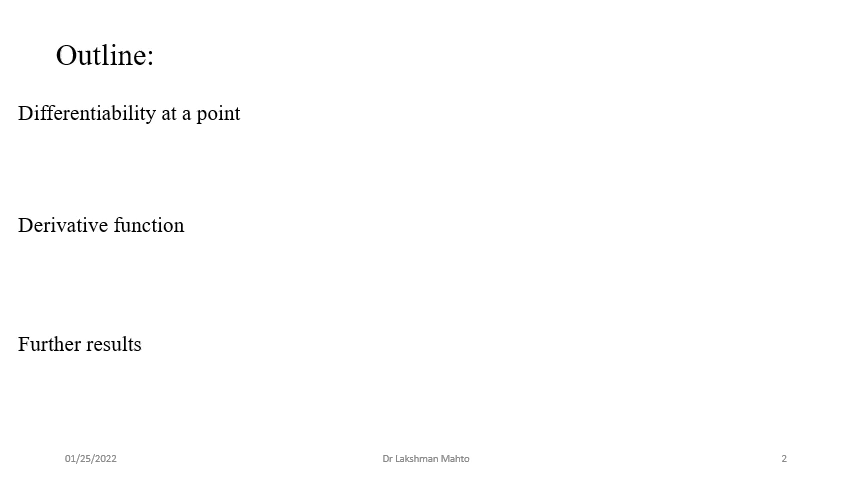 Outline:
Differentiability at a point
Derivative function
Further results
01/25/2022 Dr Lakshman Mahto 2